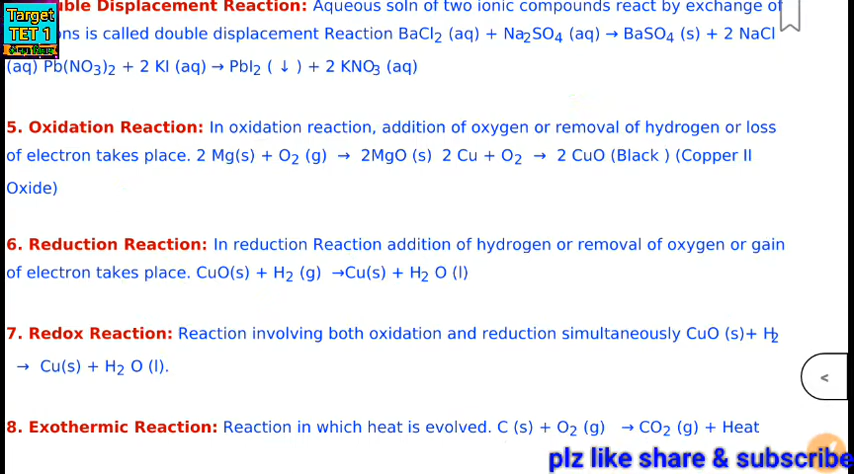 Target
TET 1
ble Displacement Reaction: Aqueous soln of two ionic compounds react by exchange of
ns is called double displacement Reaction BaCl₂ (aq) + Na₂SO₄ (aq) → BaSO₄ (s) + 2 NaCl
(aq) Pb(NO₃)₂ + 2 KI (aq) → PbI₂ ( ↓ ) + 2 KNO₃ (aq)
5. Oxidation Reaction: In oxidation reaction, addition of oxygen or removal of hydrogen or loss
of electron takes place. 2 Mg(s) + O₂ (g) → 2MgO (s) 2 Cu + O₂ → 2 CuO (Black ) (Copper II
Oxide)
6. Reduction Reaction: In reduction Reaction addition of hydrogen or removal of oxygen or gain
of electron takes place. CuO(s) + H₂ (g) →Cu(s) + H₂ O (l)
7. Redox Reaction: Reaction involving both oxidation and reduction simultaneously CuO (s)+ H₂
→ Cu(s) + H₂ O (l).
8. Exothermic Reaction: Reaction in which heat is evolved. C (s) + O₂ (g) → CO₂ (g) + Heat
plz like share & subscribe